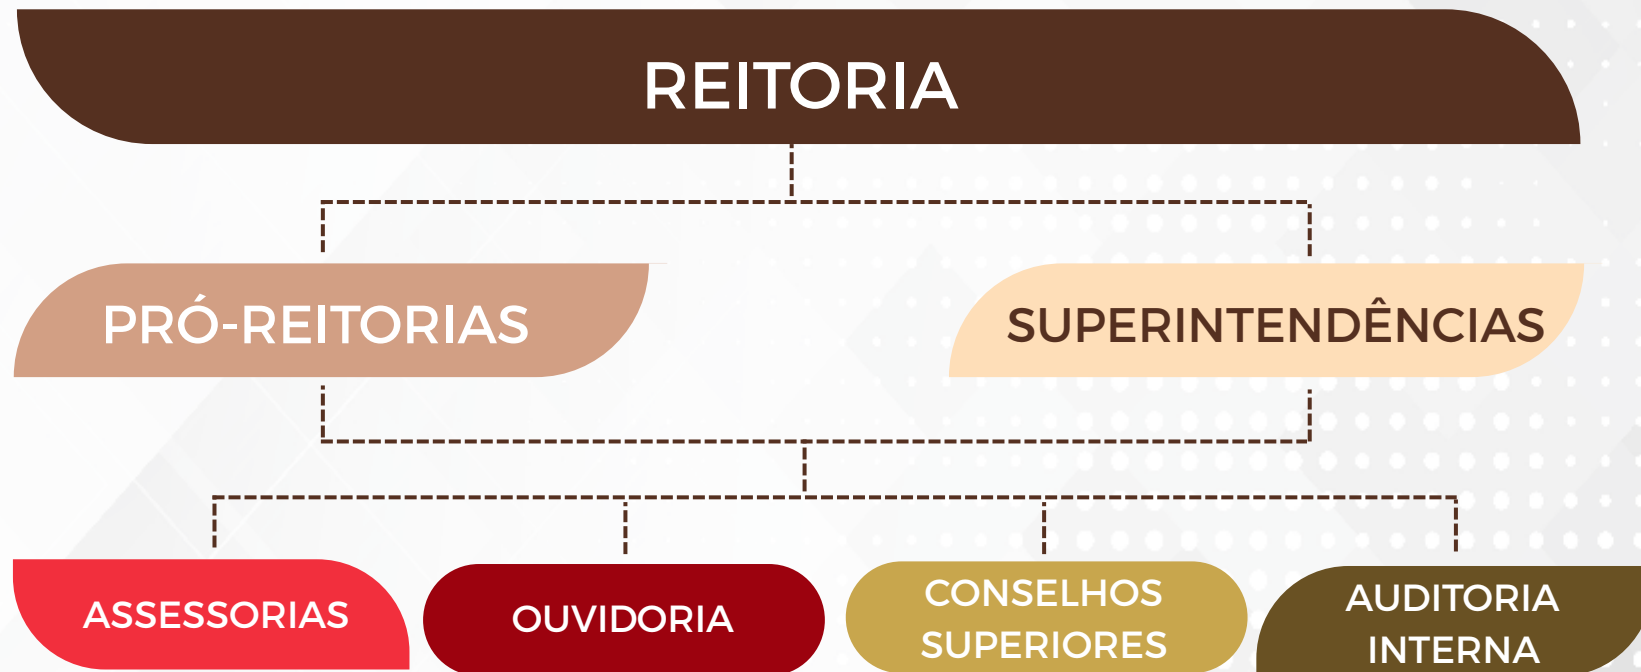 REITORIA
PRÓ-REITORIAS
SUPERINTENDÊNCIAS
ASSESSORIAS
OUVIDORIA
CONSELHOS
SUPERIORES
AUDITORIA
INTERNA